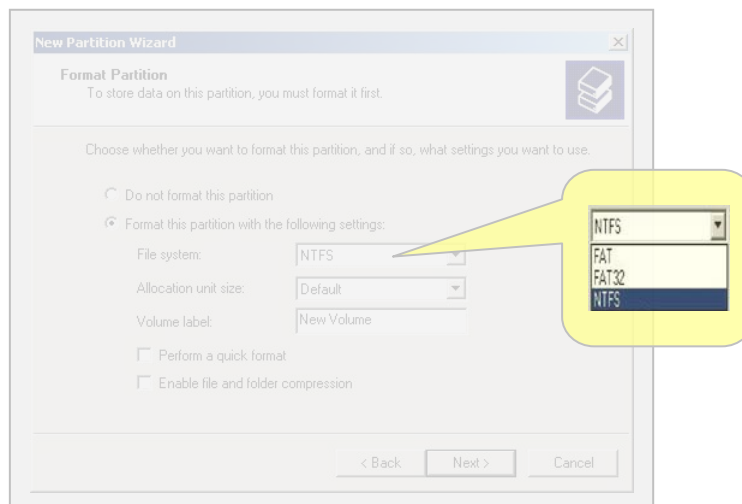 New Partition Wizard
Format Partition
To store data on this partition, you must format it first.
Choose whether you want to format this partition, and if so, what settings you want to use.
Do not format this partition
Format this partition with the following settings:
File system: NTFS
Allocation unit size: Default
Volume label: New Volume
Perform a quick format
Enable file and folder compression
< Back Next > Cancel
NTFS
FAT
FAT32
NTFS